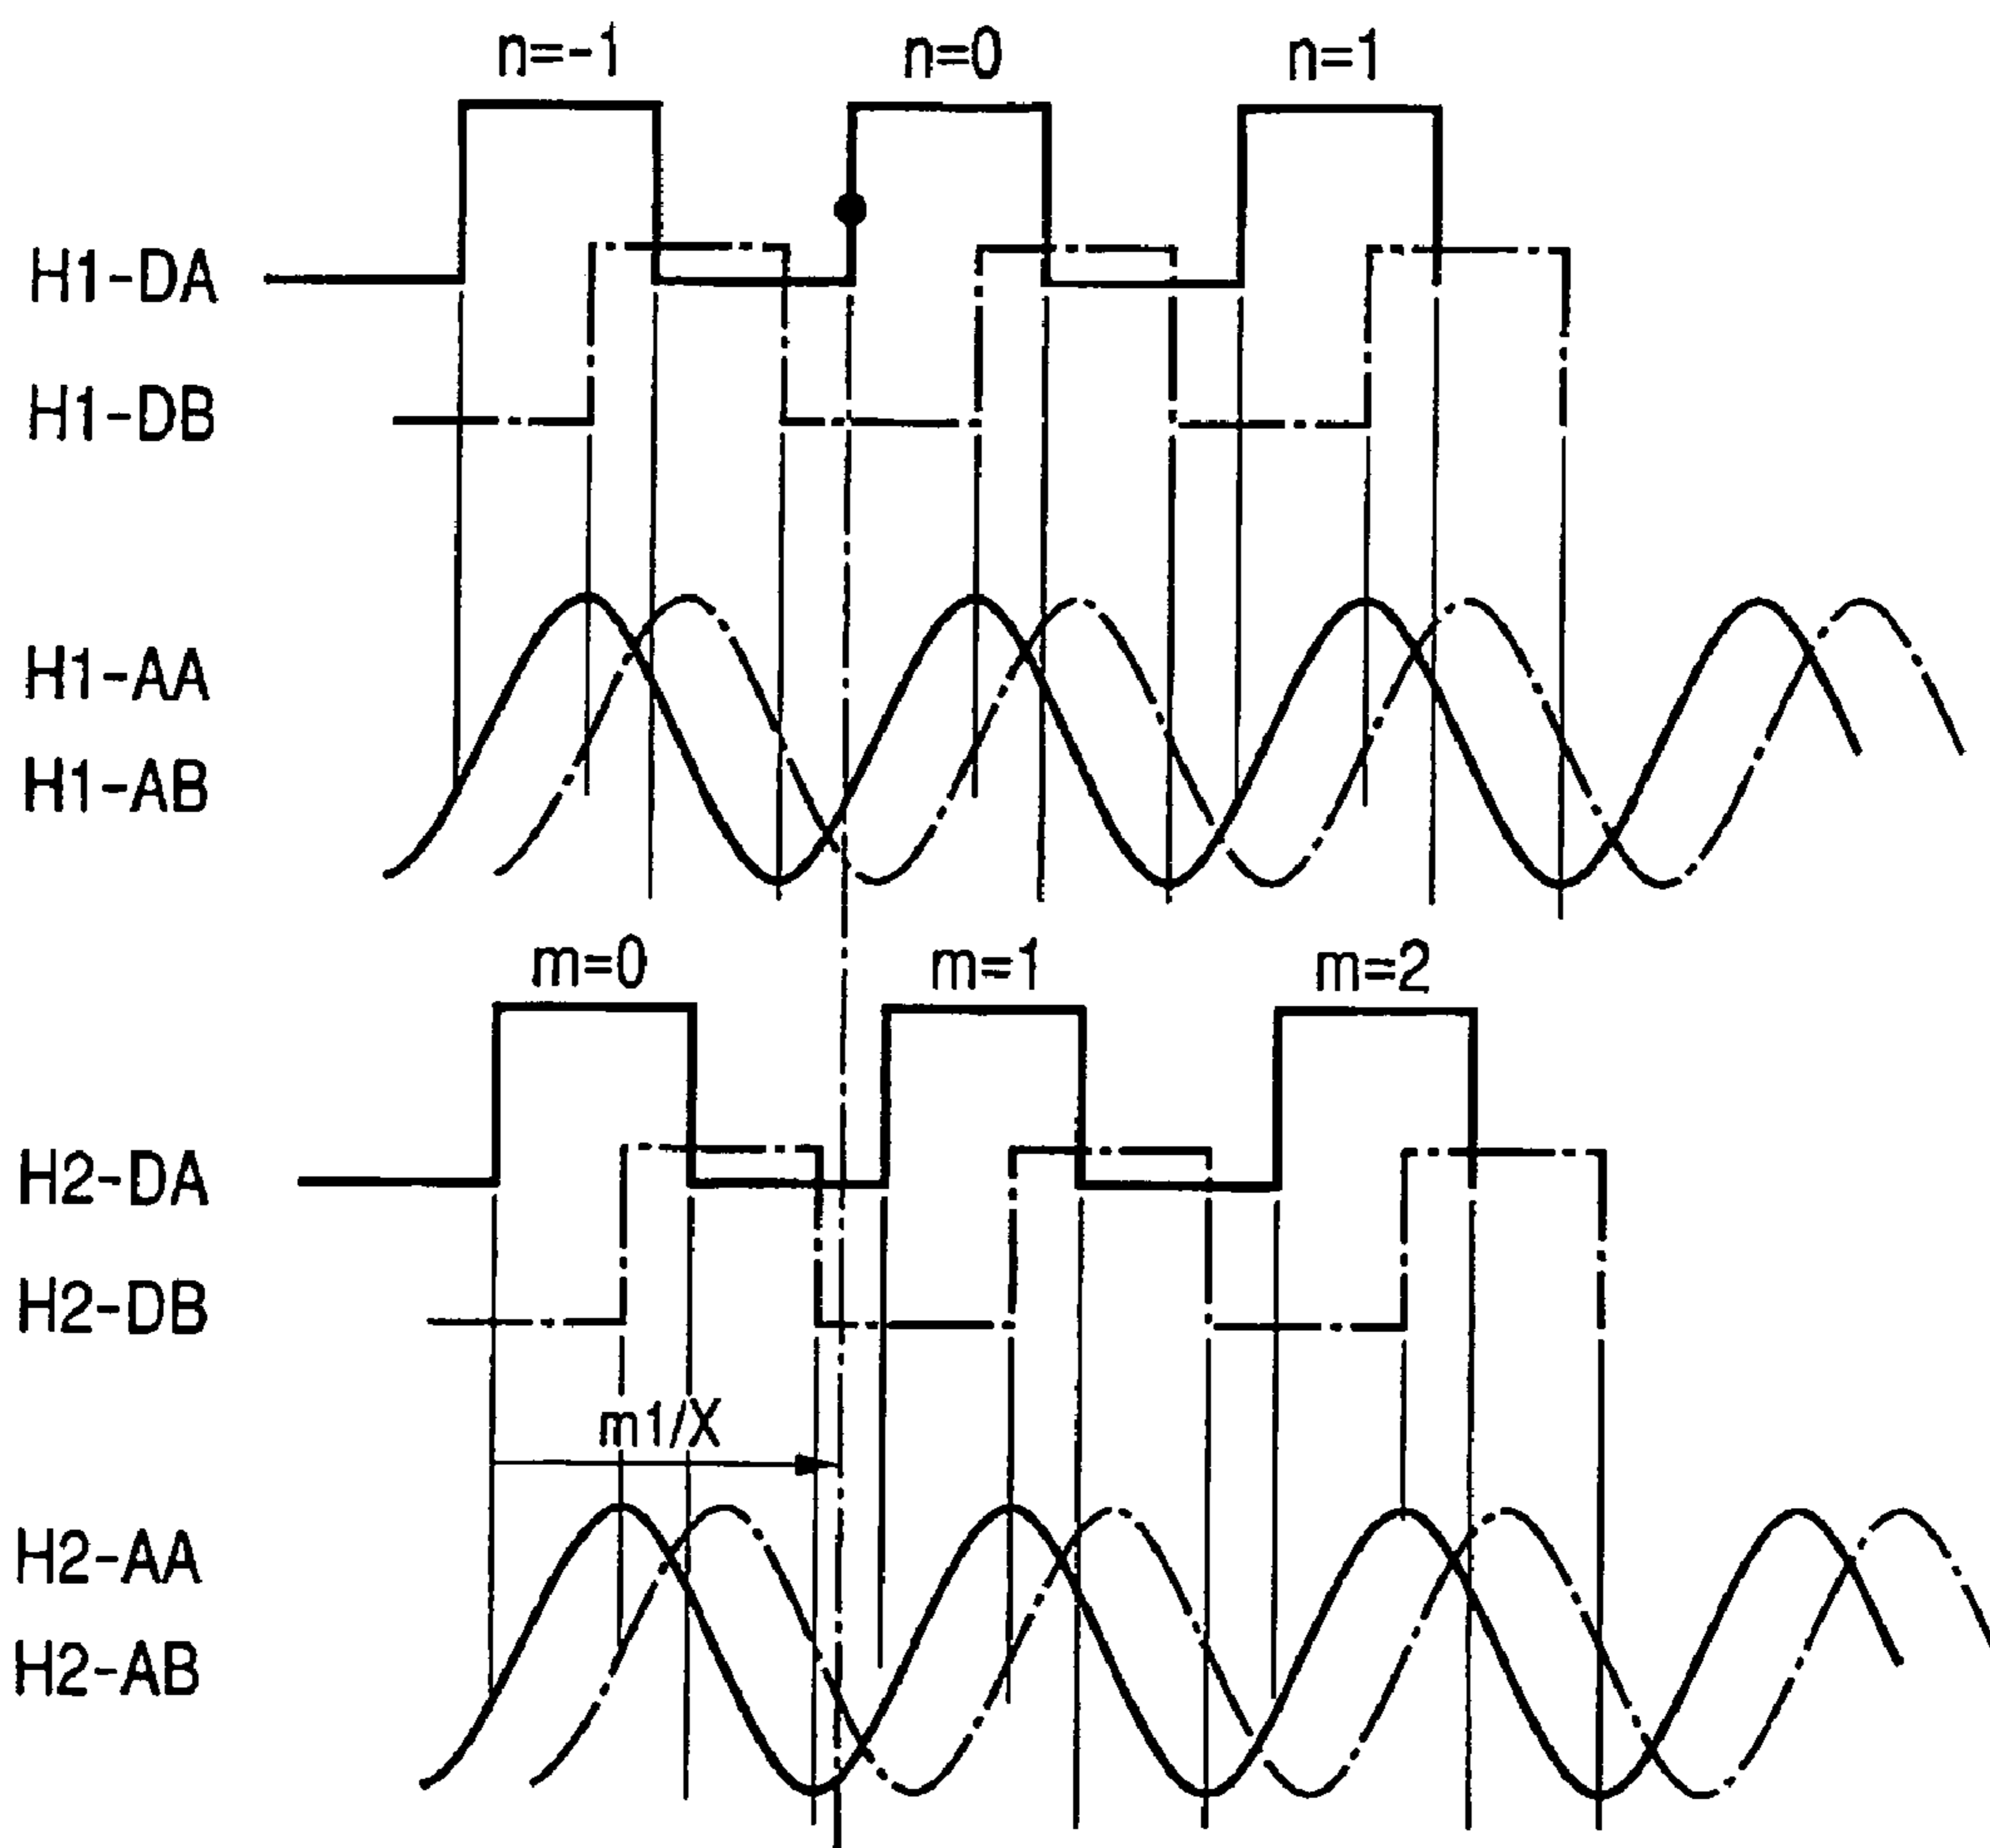 n=-1 n=0 n=1
H1-DA
H1-DB
H1-AA
H1-AB
m=0 m=1 m=2
H2-DA
H2-DB
m1/X
H2-AA
H2-AB